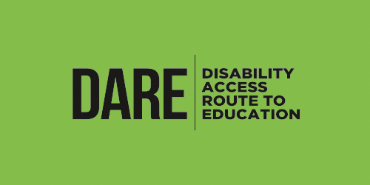 DARE
DISABILITY
ACCESS
ROUTE TO
EDUCATION